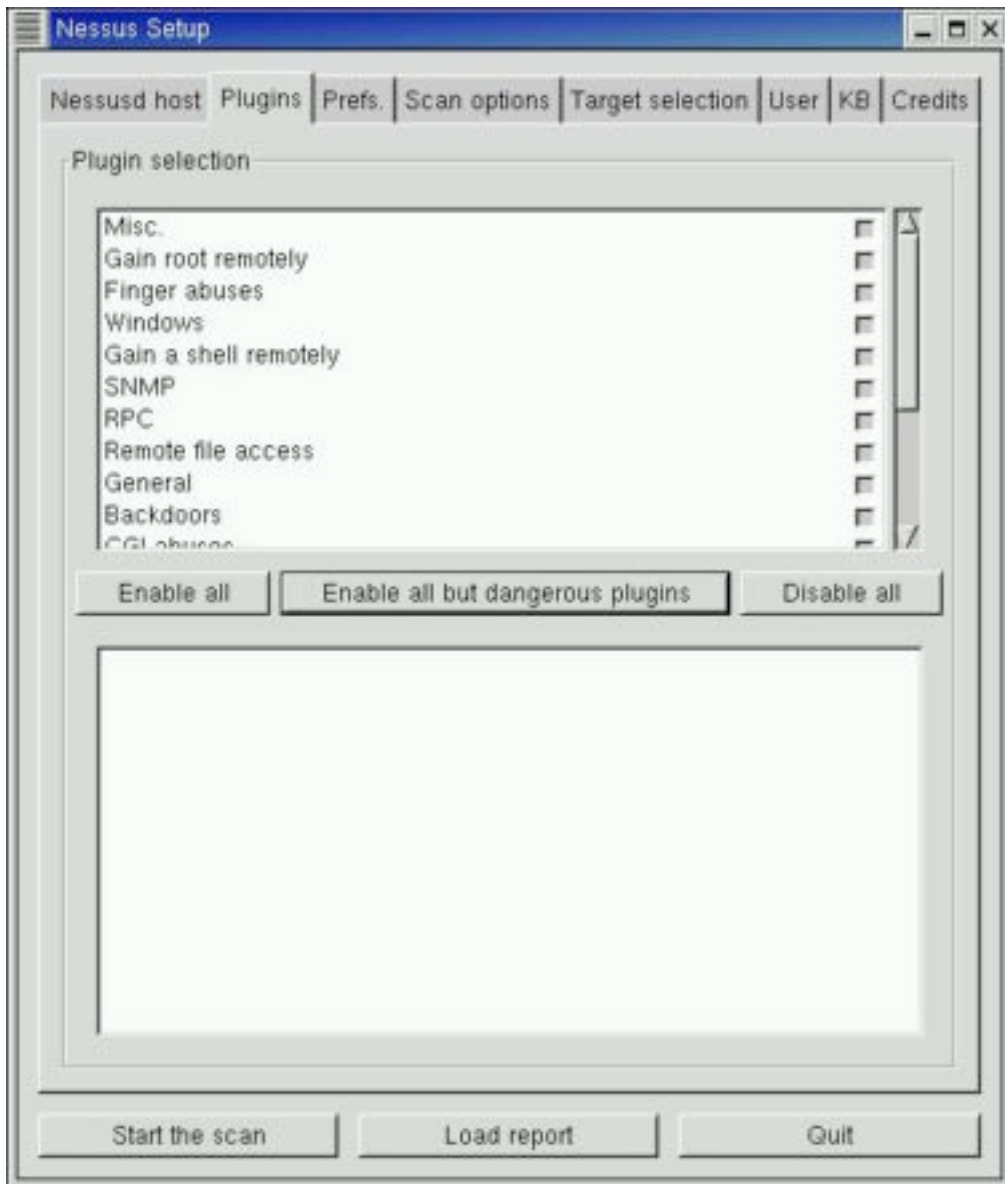 Nessus Setup
Nessusd host Plugins Prefs. Scan options Target selection User KB Credits
Plugin selection
Misc.
Gain root remotely
Finger abuses
Windows
Gain a shell remotely
SNMP
RPC
Remote file access
General
Backdoors
CGI abuses
Enable all Enable all but dangerous plugins Disable all
Start the scan Load report Quit